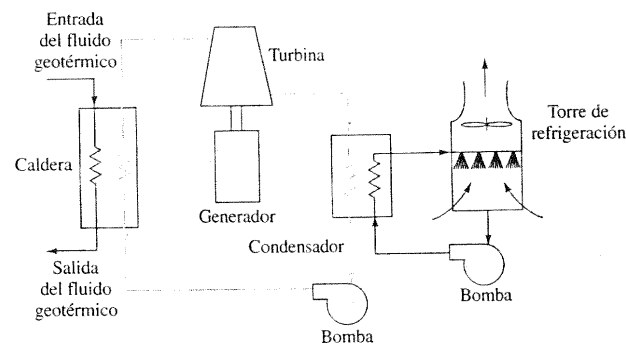 Entrada
del fluido
geotérmico
Turbina
Torre de
refrigeración
Caldera
Generador
Condensador
Salida
del fluido
geotérmico
Bomba
Bomba